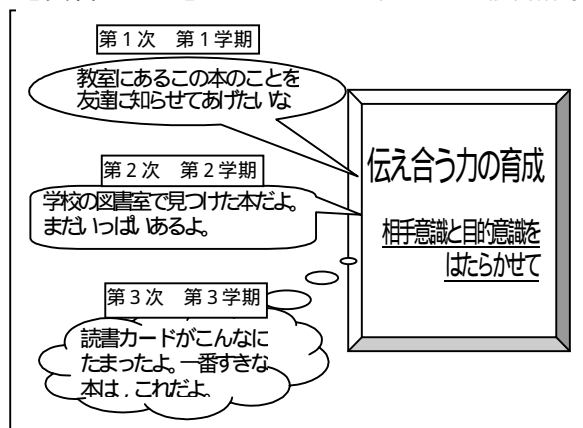 第１次　第１学期
教室にあるこの本のことを
友達に知らせてあげたいな
第２次　第２学期
学校の図書室で見つけた本だよ。
まだいっぱいあるよ。
第３次　第３学期
読書カードがこんなに
たまったよ。一番すきな
本は，これだよ。
伝え合う力の育成
相手意識と目的意識を
はたらかせて